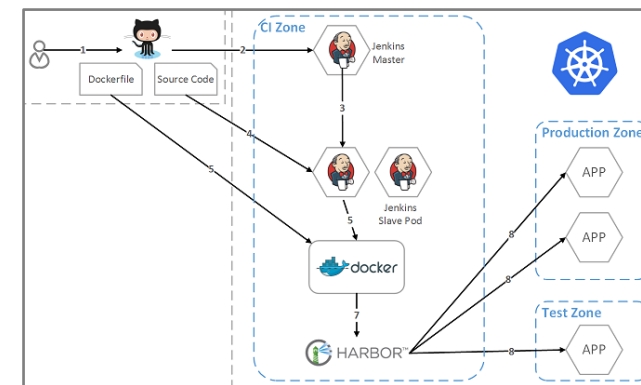 CI Zone
1
2
Jenkins
Master
Dockerfile
Source Code
3
Production Zone
4
APP
5
Jenkins
Slave Pod
5
8
APP
docker
8
7
Test Zone
HARBOR™
8
APP